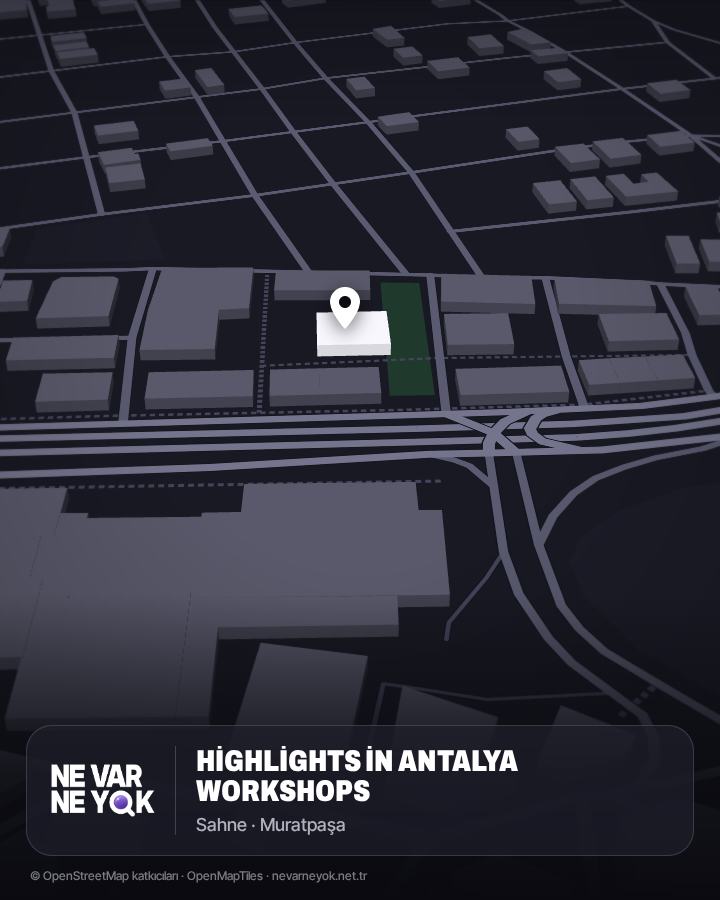 NE VAR
NE YOK
HİGHLİGHTS İN ANTALYA
WORKSHOPS
Sahne · Muratpaşa
© OpenStreetMap katkıcıları · OpenMapTiles · nevarneyok.net.tr